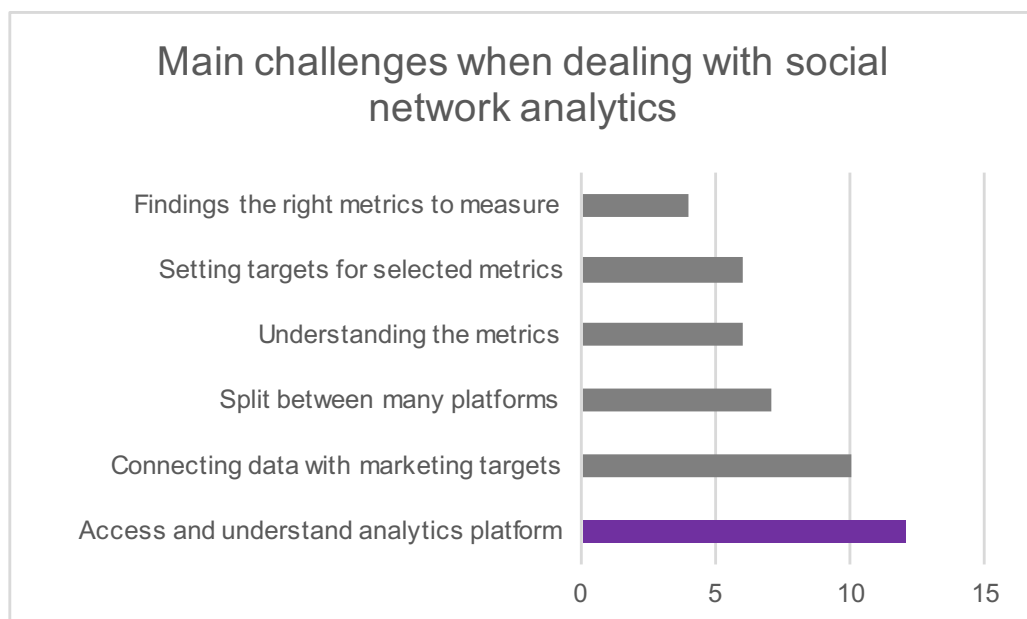 Main challenges when dealing with social
network analytics
Findings the right metrics to measure
Setting targets for selected metrics
Understanding the metrics
Split between many platforms
Connecting data with marketing targets
Access and understand analytics platform
0 5 10 15